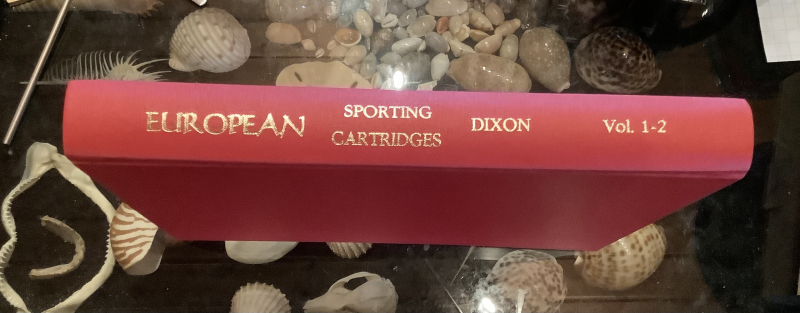 EUROPEAN
SPORTING
CARTRIDGES
DIXON
Vol. 1-2